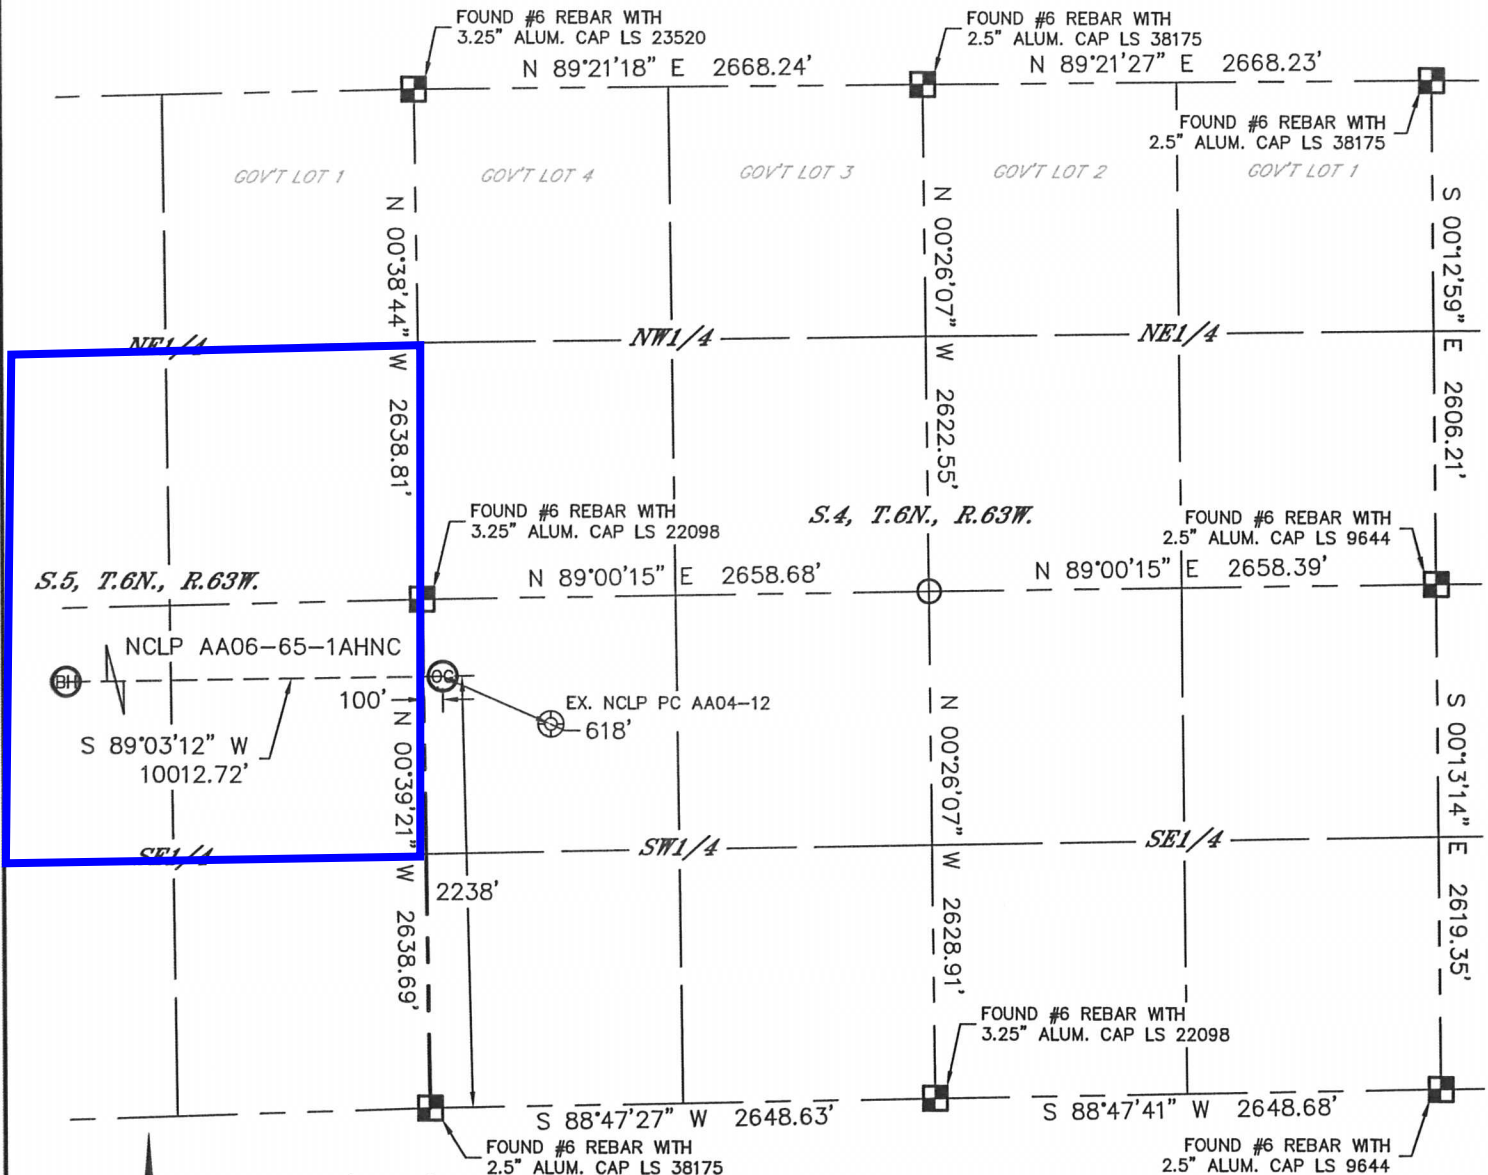 FOUND #6 REBAR WITH
3.25" ALUM. CAP LS 23520
FOUND #6 REBAR WITH
2.5" ALUM. CAP LS 38175
N 89°21'18" E 2668.24'
N 89°21'27" E 2668.23'
FOUND #6 REBAR WITH
2.5" ALUM. CAP LS 38175
GOV'T LOT 1
GOV'T LOT 4
GOV'T LOT 3
GOV'T LOT 2
GOV'T LOT 1
N 00°38'44" W 2638.81'
N 00°26'07" W 2622.55'
S 00°12'59" E 2606.21'
NE1/4
NW1/4
NE1/4
FOUND #6 REBAR WITH
3.25" ALUM. CAP LS 22098
S.4, T.6N., R.63W.
FOUND #6 REBAR WITH
2.5" ALUM. CAP LS 9644
S.5, T.6N., R.63W.
N 89°00'15" E 2658.68'
N 89°00'15" E 2658.39'
NCLP AA06-65-1AHNC
BH
OG
100'
EX. NCLP PC AA04-12
618'
S 89°03'12" W
10012.72'
N 00°39'21" W 2638.69'
N 00°26'07" W 2628.91'
S 00°13'14" E 2619.35'
SE1/4
SW1/4
SE1/4
2238'
FOUND #6 REBAR WITH
3.25" ALUM. CAP LS 22098
S 88°47'27" W 2648.63'
S 88°47'41" W 2648.68'
FOUND #6 REBAR WITH
2.5" ALUM. CAP LS 38175
FOUND #6 REBAR WITH
2.5" ALUM. CAP LS 9644